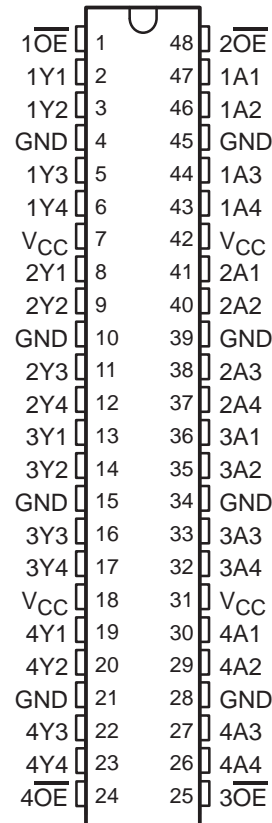 1O̅E̅ 1 48 2O̅E̅
1Y1 2 47 1A1
1Y2 3 46 1A2
GND 4 45 GND
1Y3 5 44 1A3
1Y4 6 43 1A4
VCC 7 42 VCC
2Y1 8 41 2A1
2Y2 9 40 2A2
GND 10 39 GND
2Y3 11 38 2A3
2Y4 12 37 2A4
3Y1 13 36 3A1
3Y2 14 35 3A2
GND 15 34 GND
3Y3 16 33 3A3
3Y4 17 32 3A4
VCC 18 31 VCC
4Y1 19 30 4A1
4Y2 20 29 4A2
GND 21 28 GND
4Y3 22 27 4A3
4Y4 23 26 4A4
4O̅E̅ 24 25 3O̅E̅